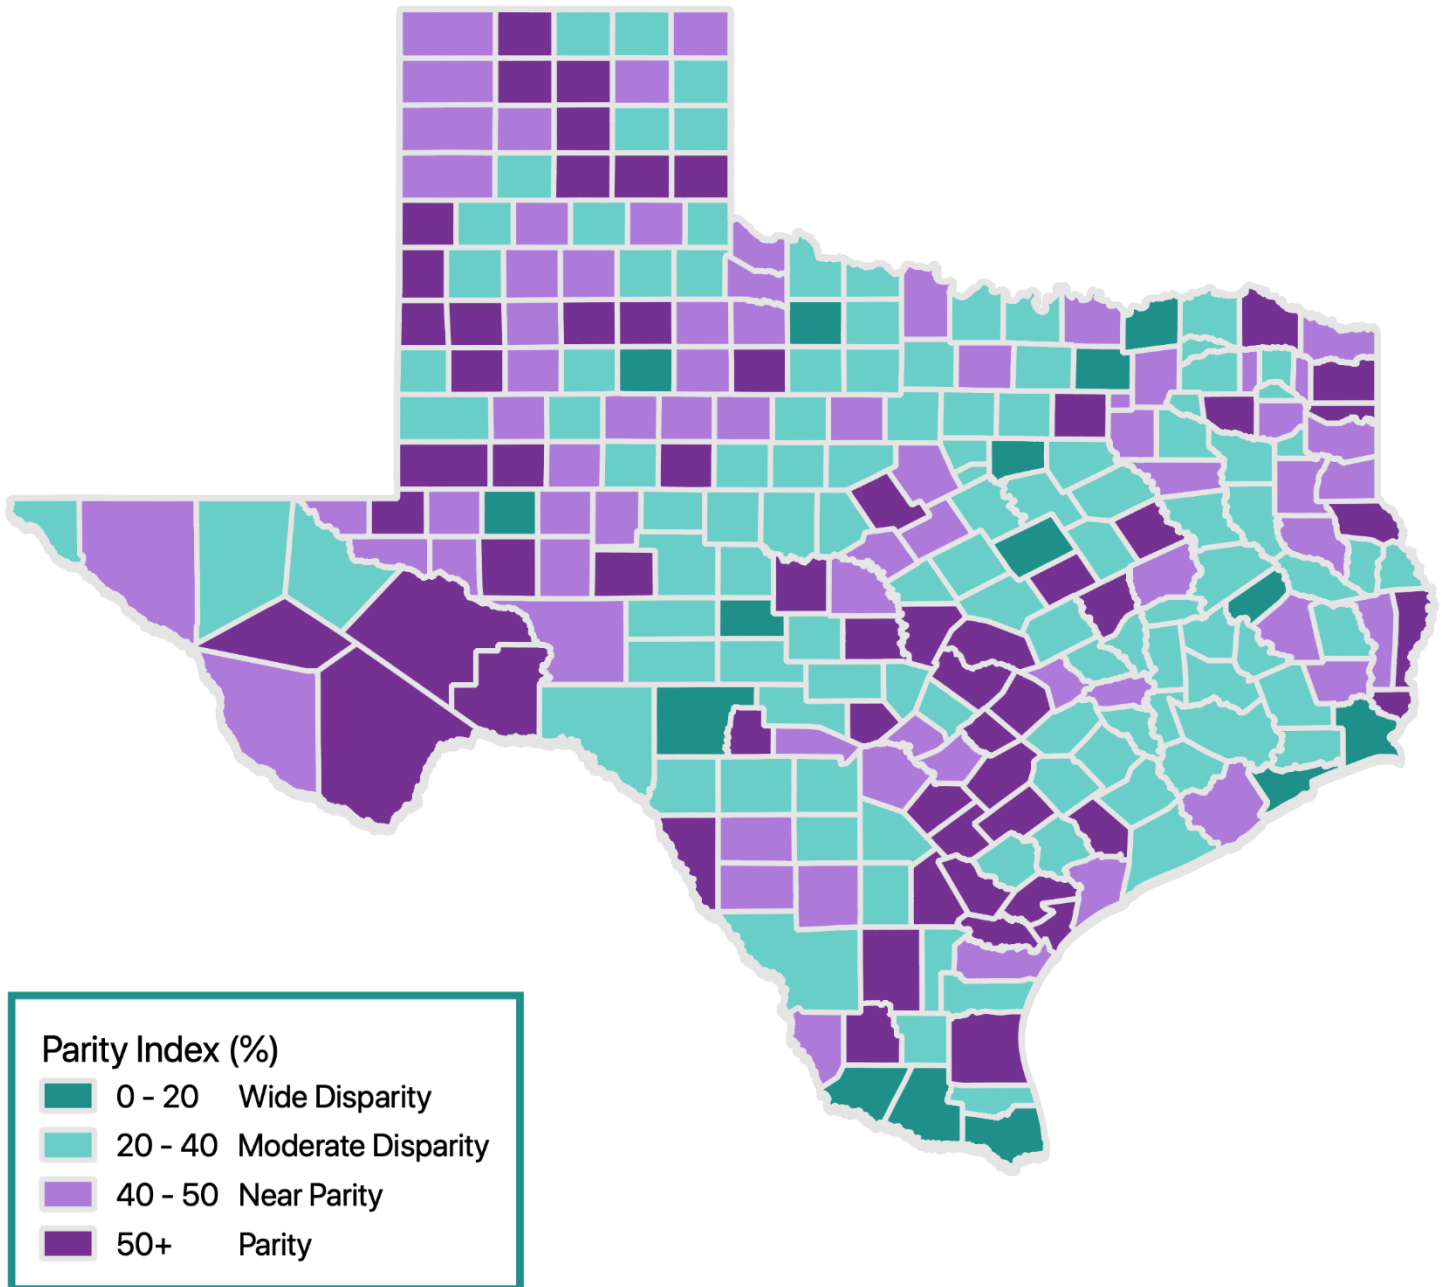 Parity Index (%)
0 - 20 Wide Disparity
20 - 40 Moderate Disparity
40 - 50 Near Parity
50+ Parity